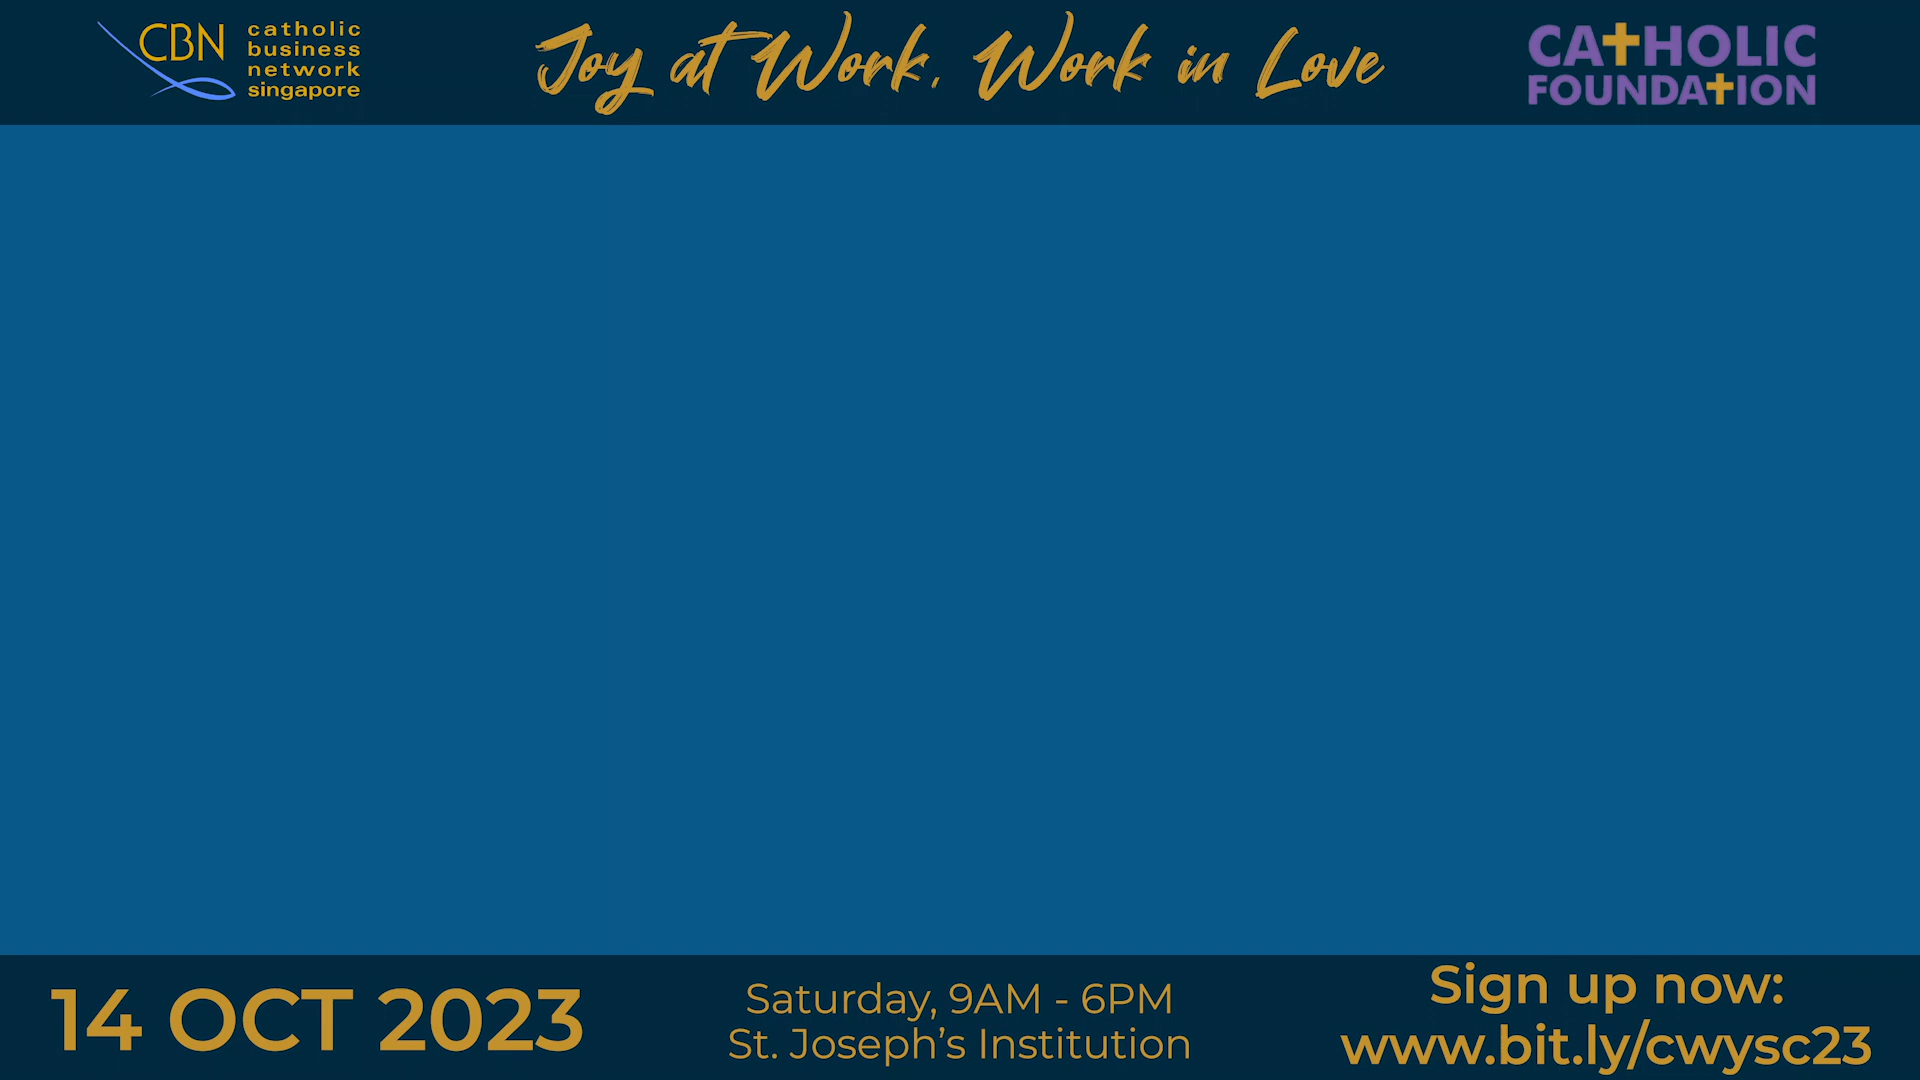 CBN
catholic
business
network
singapore
Joy at Work, Work in Love
CATHOLIC
FOUNDATION
14 OCT 2023
Saturday, 9AM - 6PM
St. Joseph's Institution
Sign up now:
www.bit.ly/cwysc23